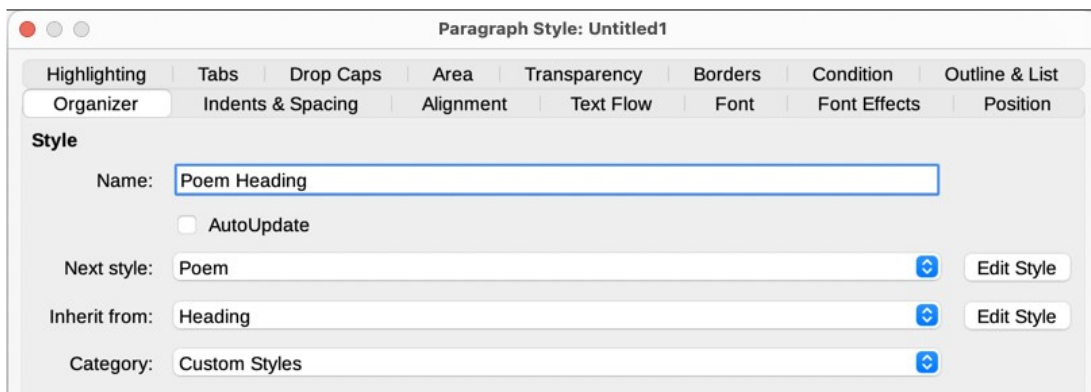 Paragraph Style: Untitled1
Highlighting Tabs Drop Caps Area Transparency Borders Condition Outline & List
Organizer Indents & Spacing Alignment Text Flow Font Font Effects Position
Style
Name: Poem Heading
AutoUpdate
Next style: Poem Edit Style
Inherit from: Heading Edit Style
Category: Custom Styles